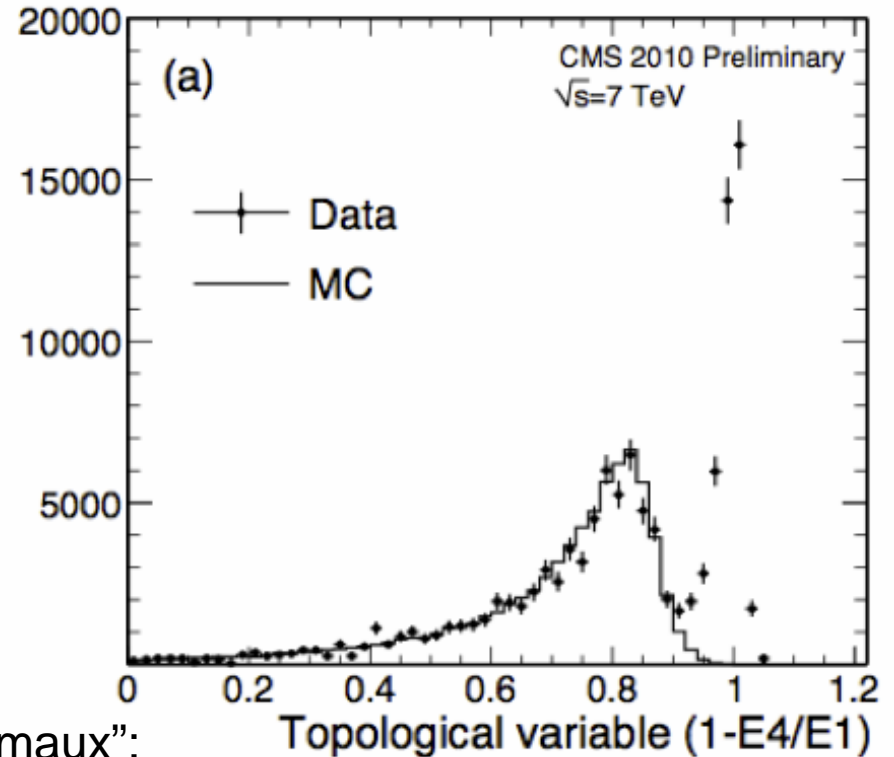 20000
(a)
CMS 2010 Preliminary
√s=7 TeV
15000
Data
MC
10000
5000
0 0.2 0.4 0.6 0.8 1 1.2
Topological variable (1-E4/E1)
maux”: